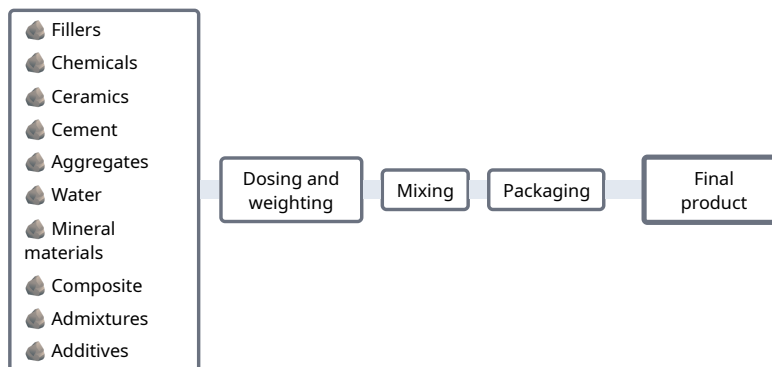 Fillers
Chemicals
Ceramics
Cement
Aggregates
Water
Mineral
materials
Composite
Admixtures
Additives
Dosing and
weighting
Mixing
Packaging
Final
product